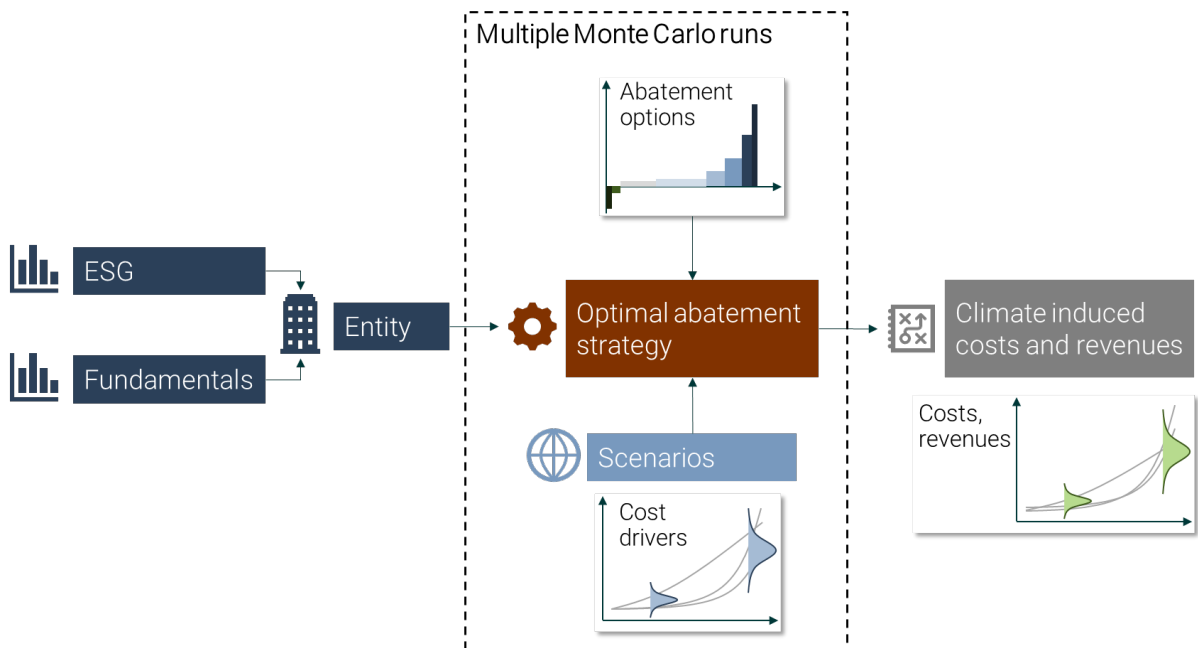 Multiple Monte Carlo runs
Abatement
options
ESG
Fundamentals
Entity
Optimal abatement
strategy
Climate induced
costs and revenues
Scenarios
Cost
drivers
Costs,
revenues